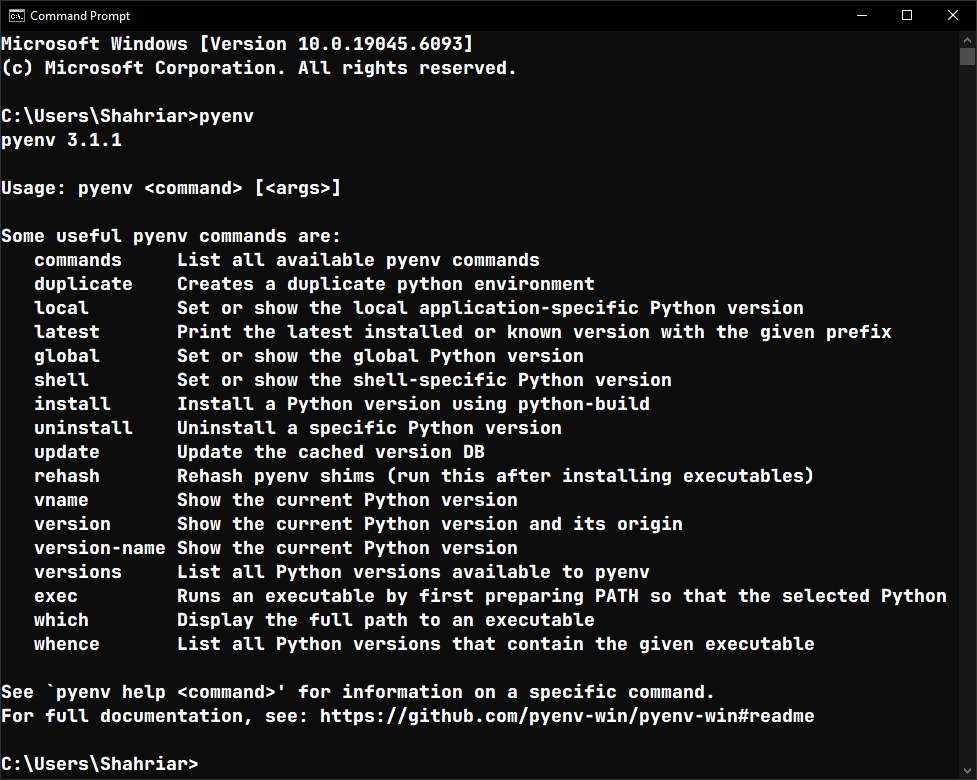 Command Prompt
Microsoft Windows [Version 10.0.19045.6093]
(c) Microsoft Corporation. All rights reserved.
C:\Users\Shahriar>pyenv
pyenv 3.1.1
Usage: pyenv <command> [<args>]
Some useful pyenv commands are:
   commands     List all available pyenv commands
   duplicate    Creates a duplicate python environment
   local        Set or show the local application-specific Python version
   latest       Print the latest installed or known version with the given prefix
   global       Set or show the global Python version
   shell        Set or show the shell-specific Python version
   install      Install a Python version using python-build
   uninstall    Uninstall a specific Python version
   update       Update the cached version DB
   rehash       Rehash pyenv shims (run this after installing executables)
   vname        Show the current Python version
   version      Show the current Python version and its origin
   version-name Show the current Python version
   versions     List all Python versions available to pyenv
   exec         Runs an executable by first preparing PATH so that the selected Python
   which        Display the full path to an executable
   whence       List all Python versions that contain the given executable
See `pyenv help <command>' for information on a specific command.
For full documentation, see: https://github.com/pyenv-win/pyenv-win#readme
C:\Users\Shahriar>